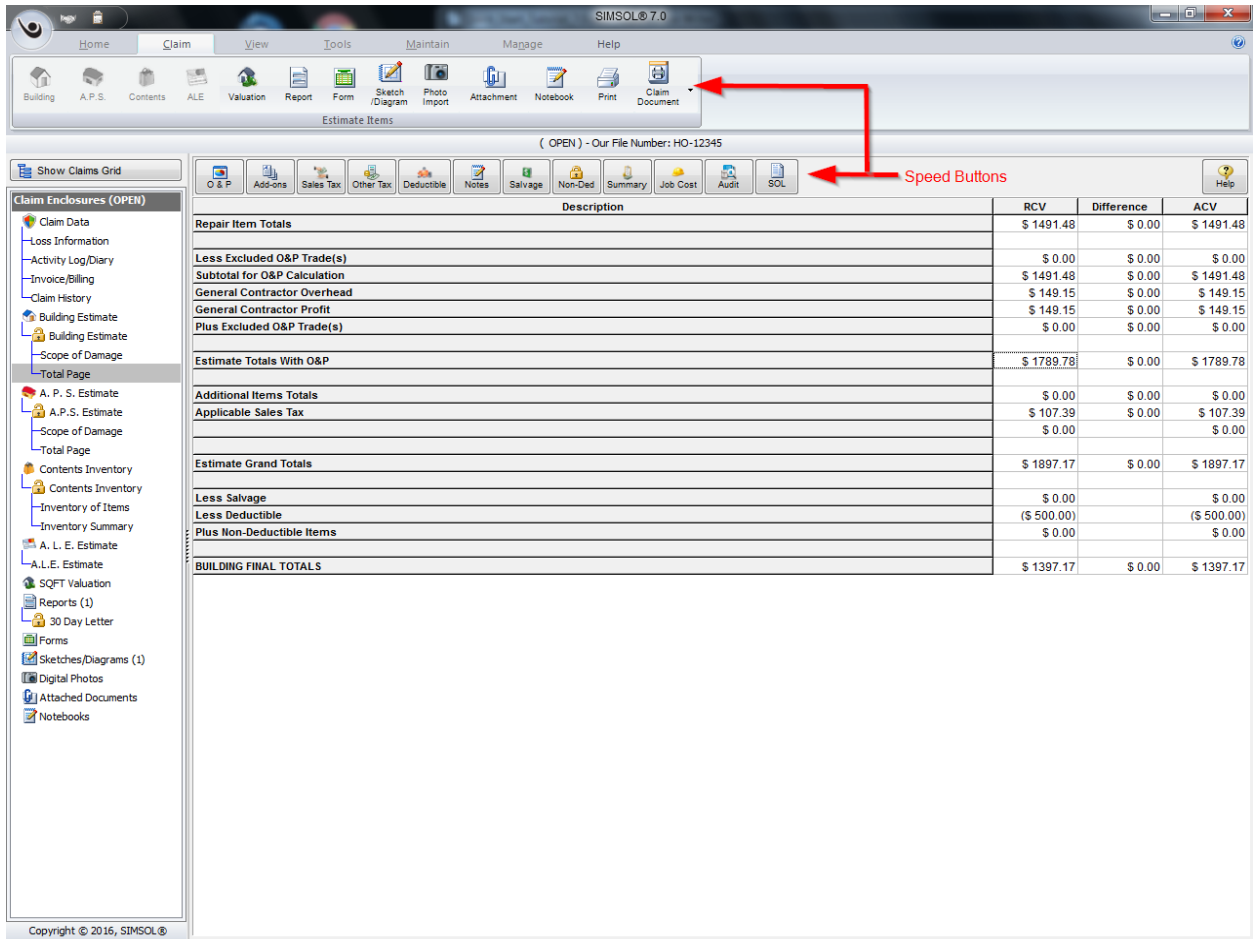 SIMSOL® 7.0
Home Claim View Tools Maintain Manage Help
Building A.P.S. Contents ALE Valuation Report Form Sketch /Diagram Photo Import Attachment Notebook Print Claim Document
Estimate Items
( OPEN ) - Our File Number: HO-12345
Show Claims Grid
O & P Add-ons Sales Tax Other Tax Deductible Notes Salvage Non-Ded Summary Job Cost Audit SOL
Speed Buttons
Help
Claim Enclosures (OPEN)
Claim Data
Loss Information
Activity Log/Diary
Invoice/Billing
Claim History
Building Estimate
Building Estimate
Scope of Damage
Total Page
A. P. S. Estimate
A.P.S. Estimate
Scope of Damage
Total Page
Contents Inventory
Contents Inventory
Inventory of Items
Inventory Summary
A. L. E. Estimate
A.L.E. Estimate
SQFT Valuation
Reports (1)
30 Day Letter
Forms
Sketches/Diagrams (1)
Digital Photos
Attached Documents
Notebooks
Copyright © 2016, SIMSOL®
Description RCV Difference ACV
Repair Item Totals $ 1491.48 $ 0.00 $ 1491.48
Less Excluded O&P Trade(s) $ 0.00 $ 0.00 $ 0.00
Subtotal for O&P Calculation $ 1491.48 $ 0.00 $ 1491.48
General Contractor Overhead $ 149.15 $ 0.00 $ 149.15
General Contractor Profit $ 149.15 $ 0.00 $ 149.15
Plus Excluded O&P Trade(s) $ 0.00 $ 0.00 $ 0.00
Estimate Totals With O&P $ 1789.78 $ 0.00 $ 1789.78
Additional Items Totals $ 0.00 $ 0.00 $ 0.00
Applicable Sales Tax $ 107.39 $ 0.00 $ 107.39
$ 0.00 $ 0.00
Estimate Grand Totals $ 1897.17 $ 0.00 $ 1897.17
Less Salvage $ 0.00 $ 0.00
Less Deductible ($ 500.00) ($ 500.00)
Plus Non-Deductible Items $ 0.00 $ 0.00
BUILDING FINAL TOTALS $ 1397.17 $ 0.00 $ 1397.17